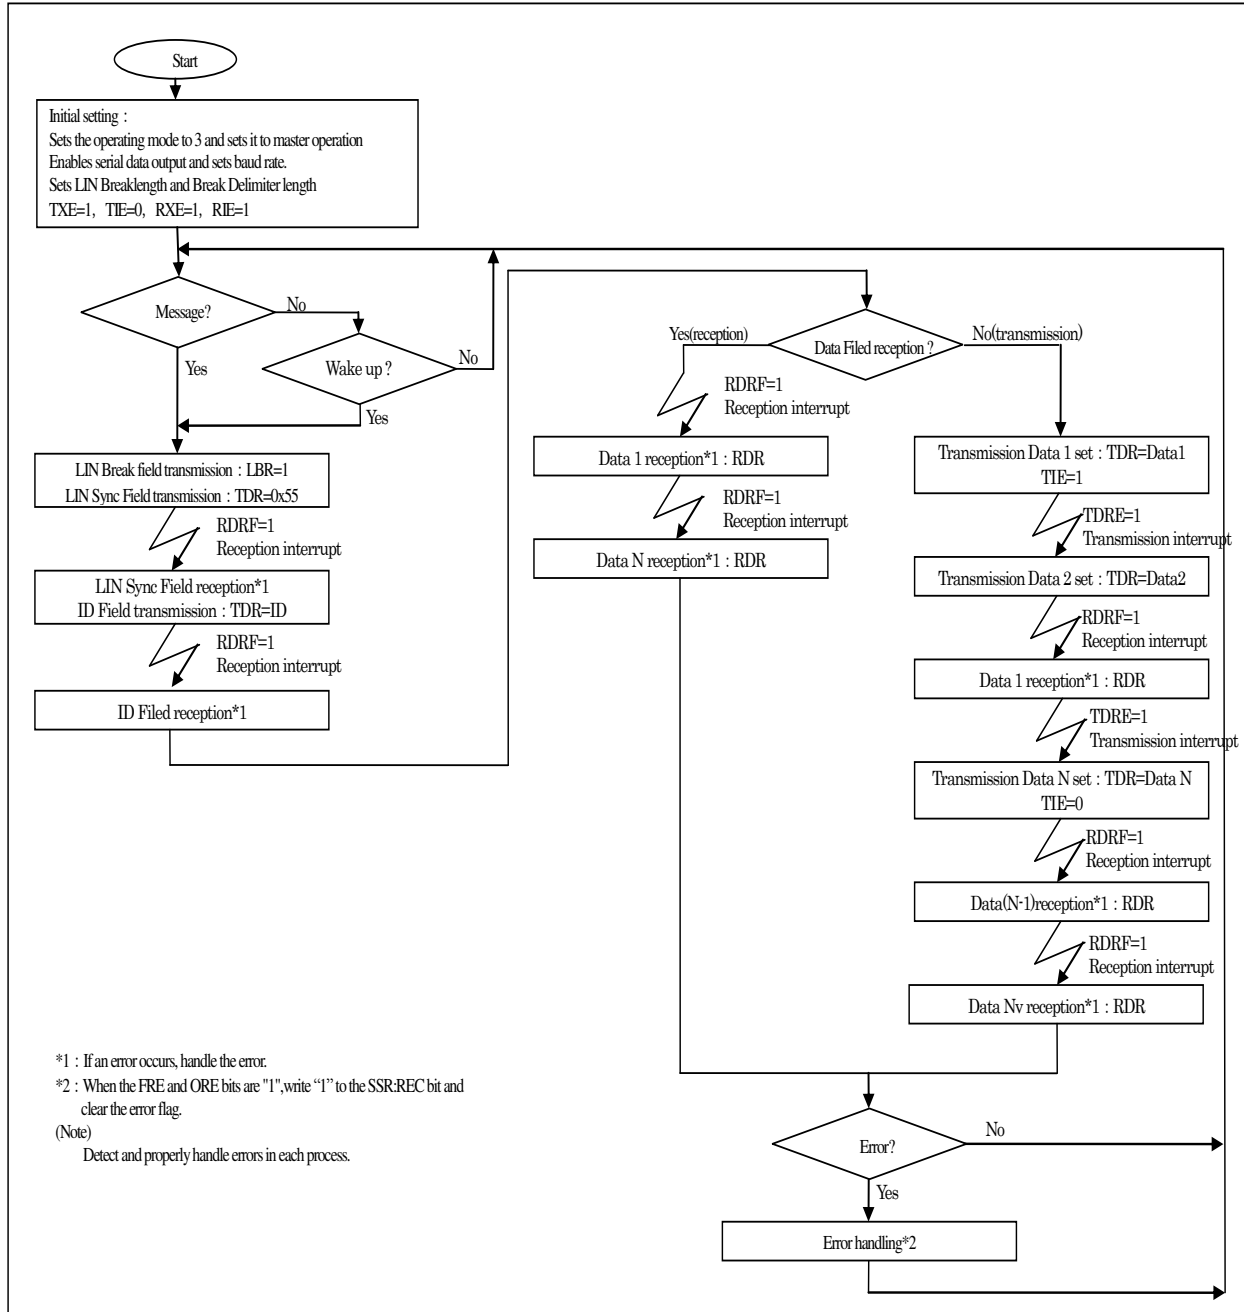 Start
Initial setting :
Sets the operating mode to 3 and sets it to master operation
Enables serial data output and sets baud rate.
Sets LIN Breaklength and Break Delimiter length
TXE=1, TIE=0, RXE=1, RIE=1
Message?
No
Yes
Wake up ?
No
Yes
LIN Break field transmission : LBR=1
LIN Sync Field transmission : TDR=0x55
RDRF=1
Reception interrupt
LIN Sync Field reception*1
ID Field transmission : TDR=ID
RDRF=1
Reception interrupt
ID Filed reception*1
Data Filed reception ?
Yes(reception)
No(transmission)
RDRF=1
Reception interrupt
Data 1 reception*1 : RDR
RDRF=1
Reception interrupt
Data N reception*1 : RDR
Transmission Data 1 set : TDR=Data1
TIE=1
TDRE=1
Transmission interrupt
Transmission Data 2 set : TDR=Data2
RDRF=1
Reception interrupt
Data 1 reception*1 : RDR
TDRE=1
Transmission interrupt
Transmission Data N set : TDR=Data N
TIE=0
RDRF=1
Reception interrupt
Data(N-1)reception*1 : RDR
RDRF=1
Reception interrupt
Data Nv reception*1 : RDR
Error?
No
Yes
Error handling*2
*1 : If an error occurs, handle the error.
*2 : When the FRE and ORE bits are "1",write “1” to the SSR:REC bit and
clear the error flag.
(Note)
Detect and properly handle errors in each process.